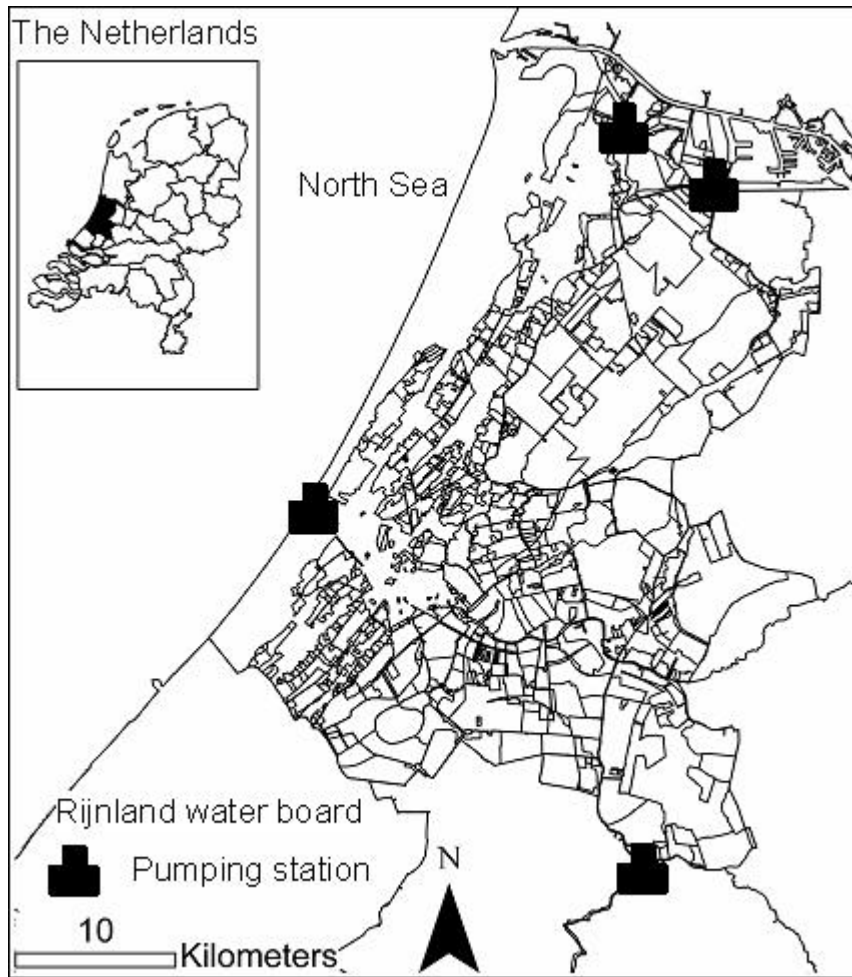 The Netherlands
North Sea
Rijnland water board
Pumping station
N
10
Kilometers